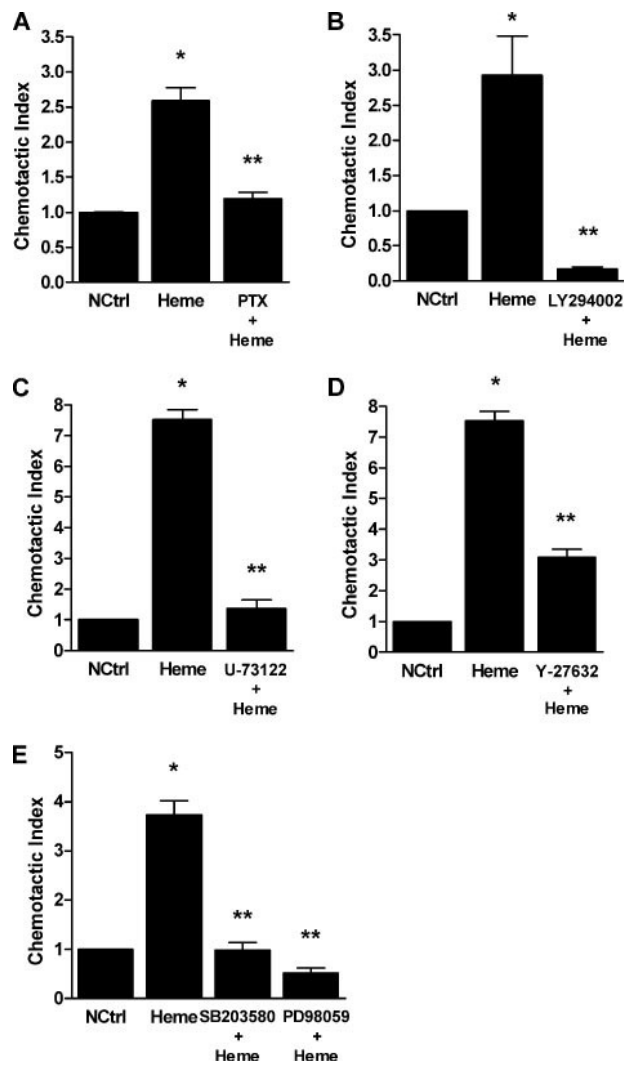 A
Chemotactic Index
3.5
3.0
2.5
2.0
1.5
1.0
0.5
0.0
*
**
NCtrl Heme PTX
+
Heme
B
Chemotactic Index
3.5
3.0
2.5
2.0
1.5
1.0
0.5
0.0
*
**
NCtrl Heme LY294002
+
Heme
C
Chemotactic Index
8
7
6
5
4
3
2
1
0
*
**
NCtrl Heme U-73122
+
Heme
D
Chemotactic Index
8
7
6
5
4
3
2
1
0
*
**
NCtrl Heme Y-27632
+
Heme
E
Chemotactic Index
5
4
3
2
1
0
*
**
**
NCtrl Heme SB203580 PD98059
+ +
Heme Heme